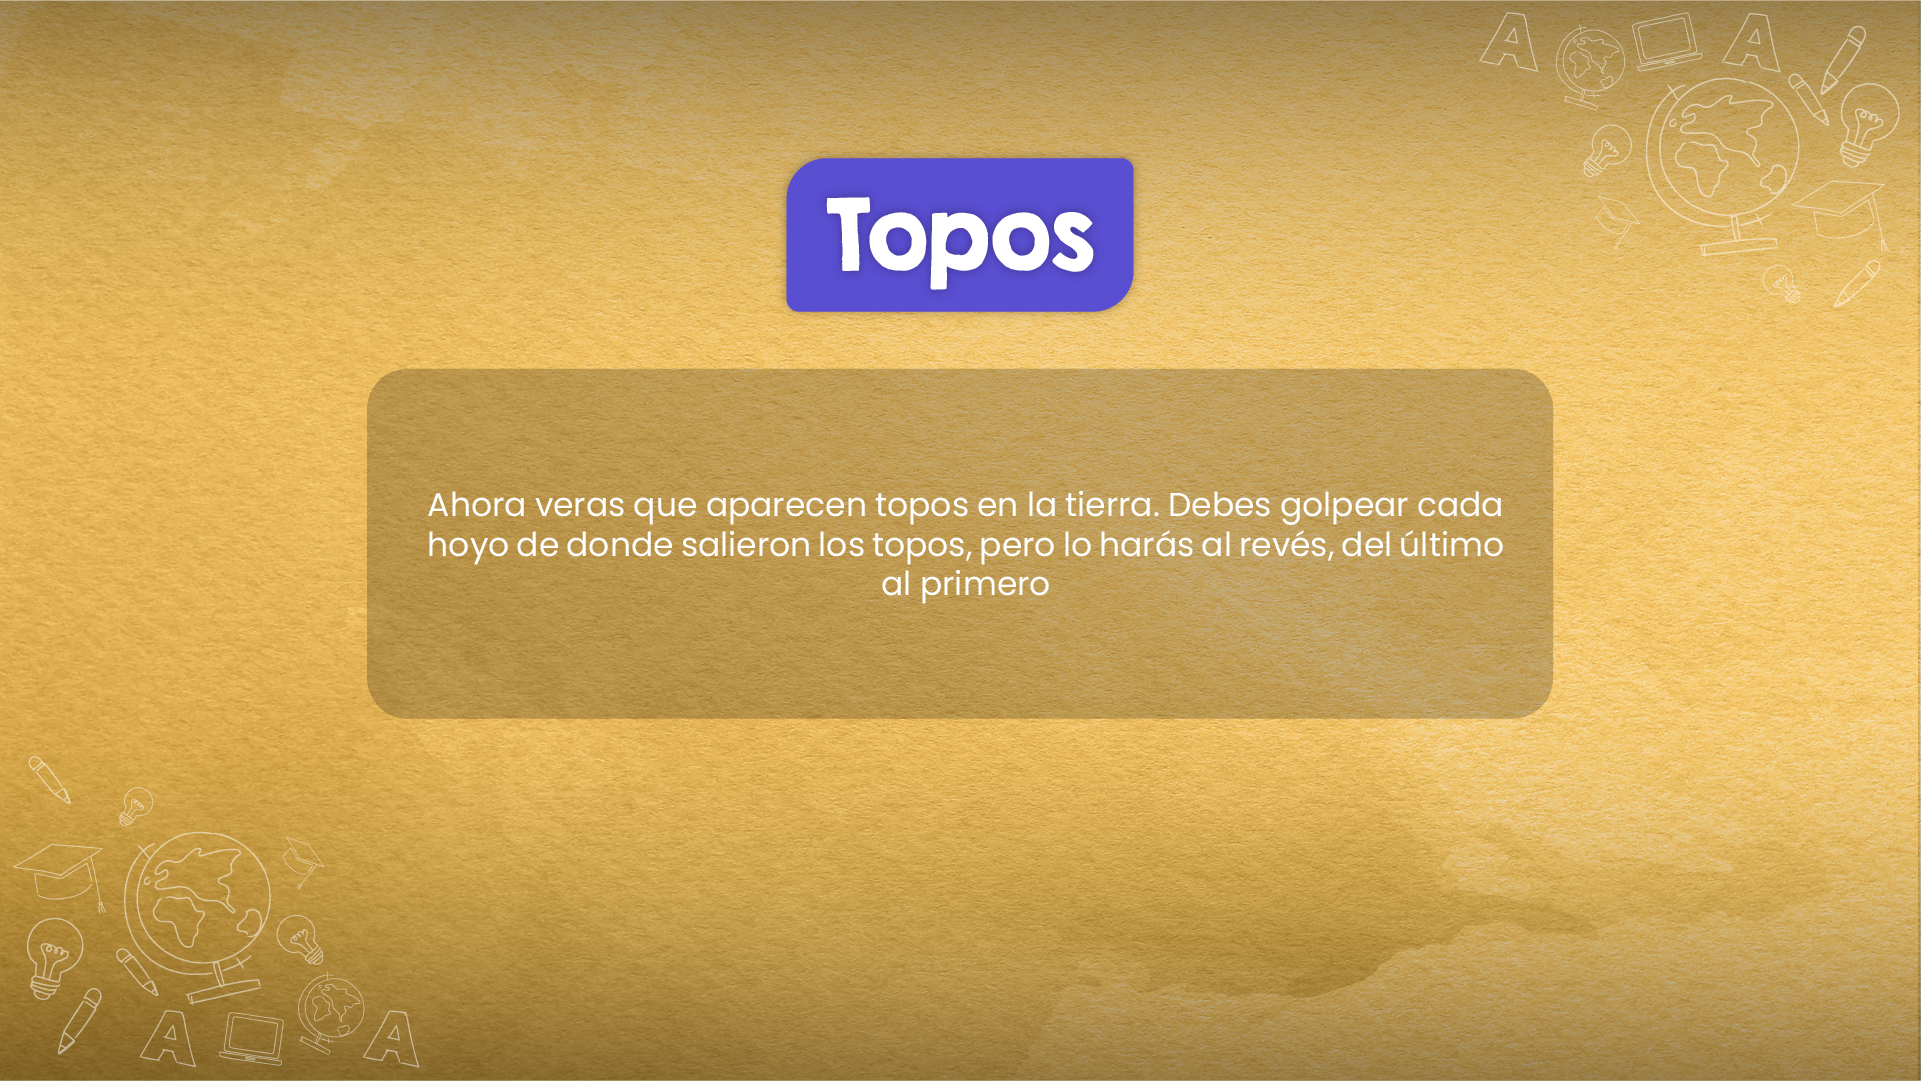 Topos
Ahora veras que aparecen topos en la tierra. Debes golpear cada
hoyo de donde salieron los topos, pero lo harás al revés, del último
al primero